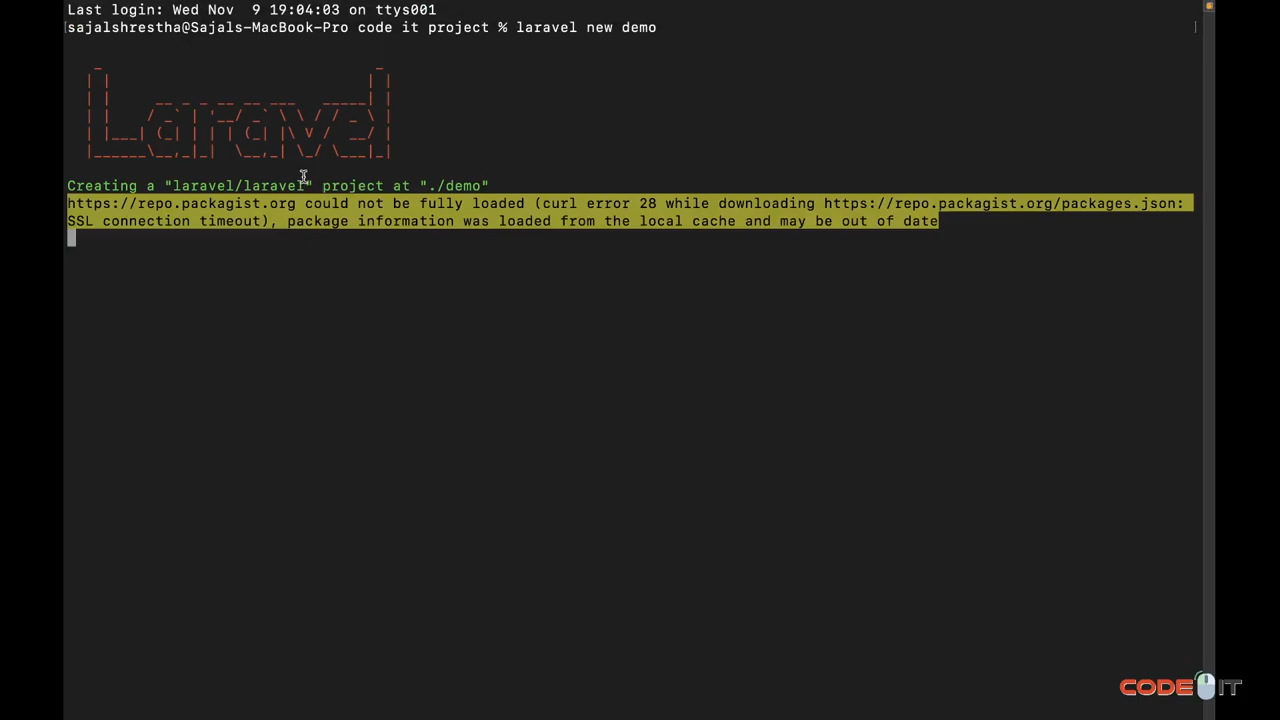 Last login: Wed Nov  9 19:04:03 on ttys001
sajalshrestha@Sajals-MacBook-Pro code it project % laravel new demo
Laravel
Creating a "laravel/laravel" project at "./demo"
https://repo.packagist.org could not be fully loaded (curl error 28 while downloading https://repo.packagist.org/packages.json:
SSL connection timeout), package information was loaded from the local cache and may be out of date
CODE IT